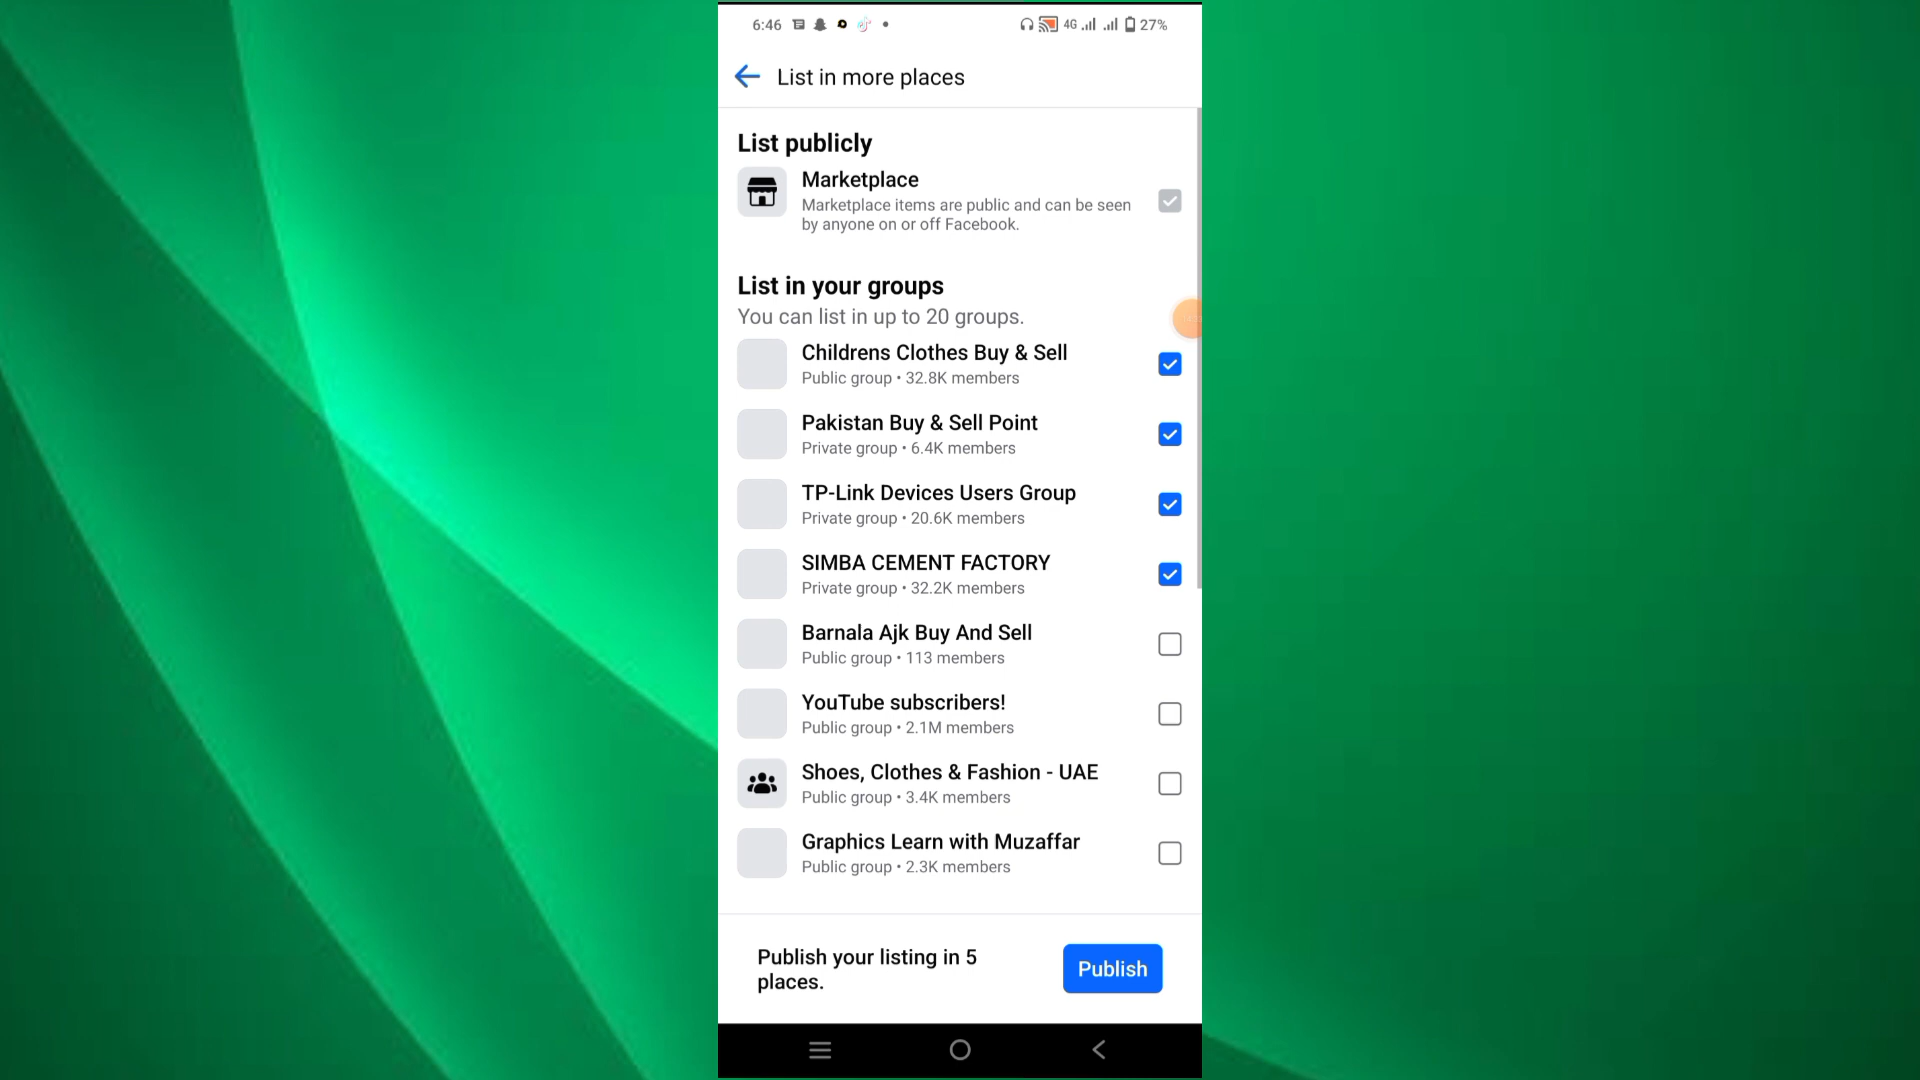 6:46
4G
27%
List in more places
List publicly
Marketplace
Marketplace items are public and can be seen
by anyone on or off Facebook.
List in your groups
You can list in up to 20 groups.
Childrens Clothes Buy & Sell
Public group • 32.8K members
Pakistan Buy & Sell Point
Private group • 6.4K members
TP-Link Devices Users Group
Private group • 20.6K members
SIMBA CEMENT FACTORY
Private group • 32.2K members
Barnala Ajk Buy And Sell
Public group • 113 members
YouTube subscribers!
Public group • 2.1M members
Shoes, Clothes & Fashion - UAE
Public group • 3.4K members
Graphics Learn with Muzaffar
Public group • 2.3K members
Publish your listing in 5
places.
Publish